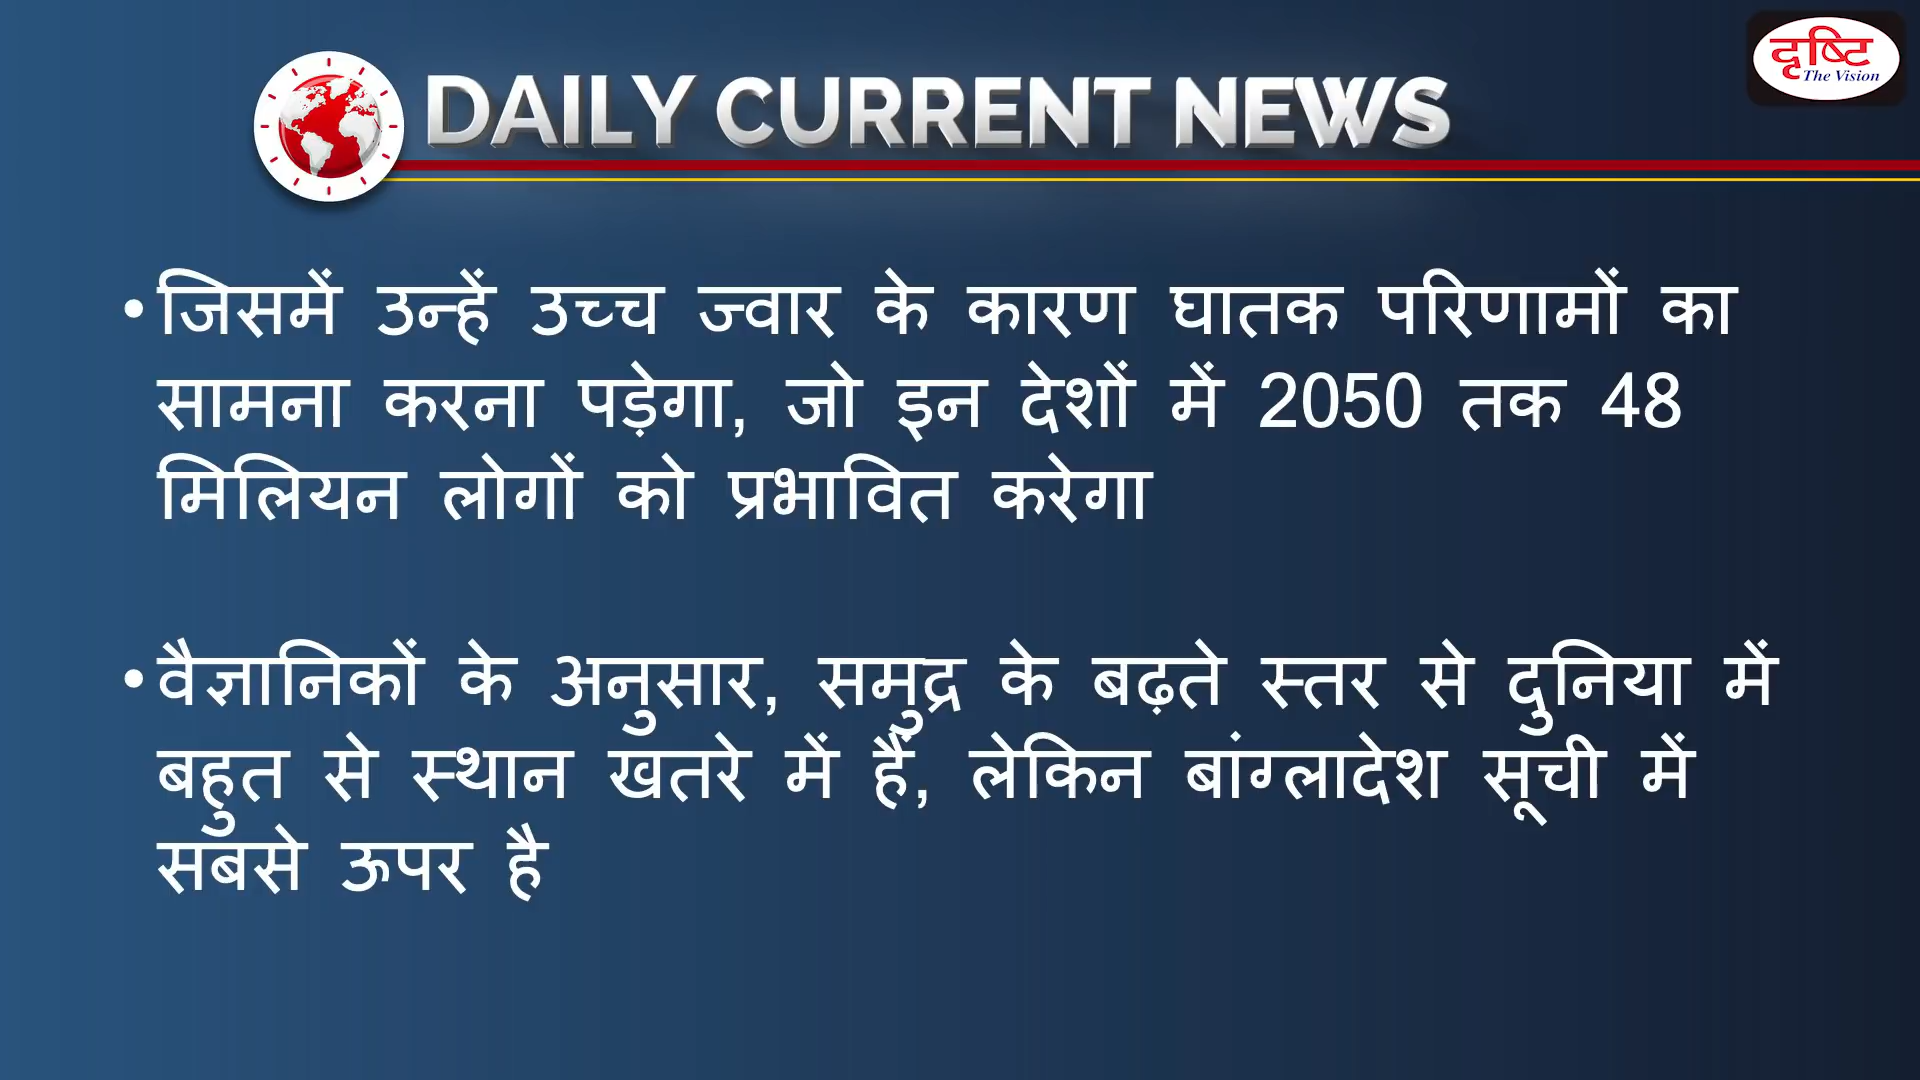 DAILY CURRENT NEWS
दृष्टि
The Vision
• जिसमें उन्हें उच्च ज्वार के कारण घातक परिणामों का
सामना करना पड़ेगा, जो इन देशों में 2050 तक 48
मिलियन लोगों को प्रभावित करेगा
• वैज्ञानिकों के अनुसार, समुद्र के बढ़ते स्तर से दुनिया में
बहुत से स्थान खतरे में हैं, लेकिन बांग्लादेश सूची में
सबसे ऊपर है